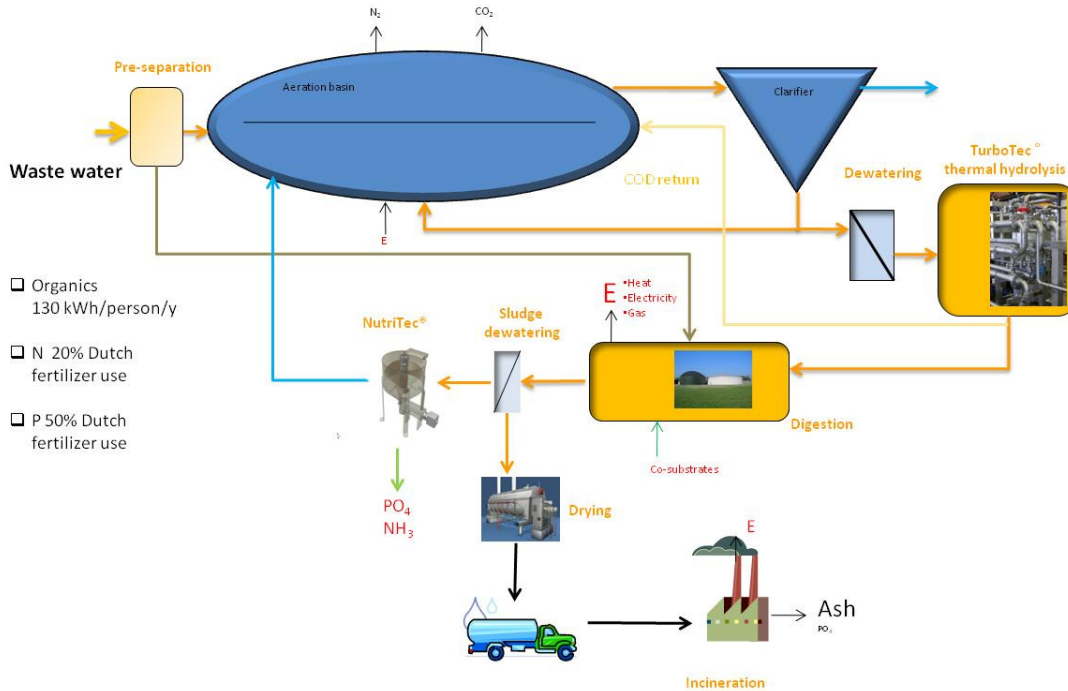 N₂
CO₂
Pre-separation
Aeration basin
Clarifier
Waste water
COD return
Dewatering
TurboTec ®
thermal hydrolysis
E
❑ Organics
130 kWh/person/y
❑ N 20% Dutch
fertilizer use
❑ P 50% Dutch
fertilizer use
NutriTec®
Sludge
dewatering
E
•Heat
•Electricity
•Gas
Digestion
Co-substrates
PO₄
NH₃
Drying
E
Ash
PO₄
Incineration